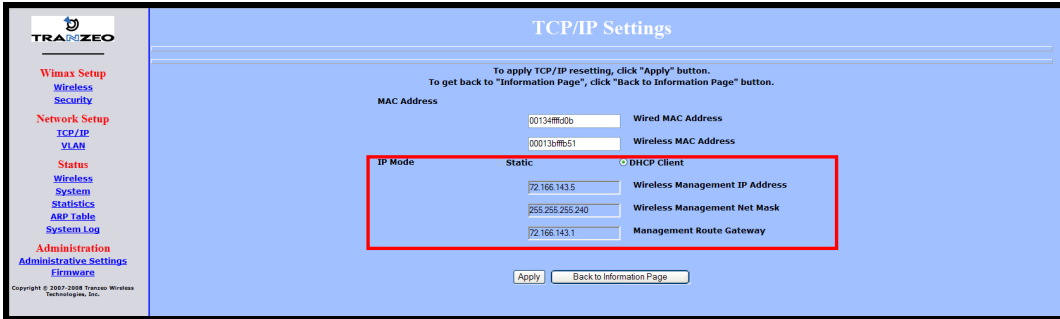 TRANZEO
Wimax Setup
Wireless
Security
Network Setup
TCP/IP
VLAN
Status
Wireless
System
Statistics
ARP Table
System Log
Administration
Administrative Settings
Firmware
Copyright © 2007-2008 Tranzeo Wireless
Technologies, Inc.
TCP/IP Settings
To apply TCP/IP resetting, click "Apply" button.
To get back to "Information Page", click "Back to Information Page" button.
MAC Address
00134ffffd0b Wired MAC Address
00013bfffb51 Wireless MAC Address
IP Mode Static DHCP Client
72.166.143.5 Wireless Management IP Address
255.255.255.240 Wireless Management Net Mask
72.166.143.1 Management Route Gateway
Apply Back to Information Page